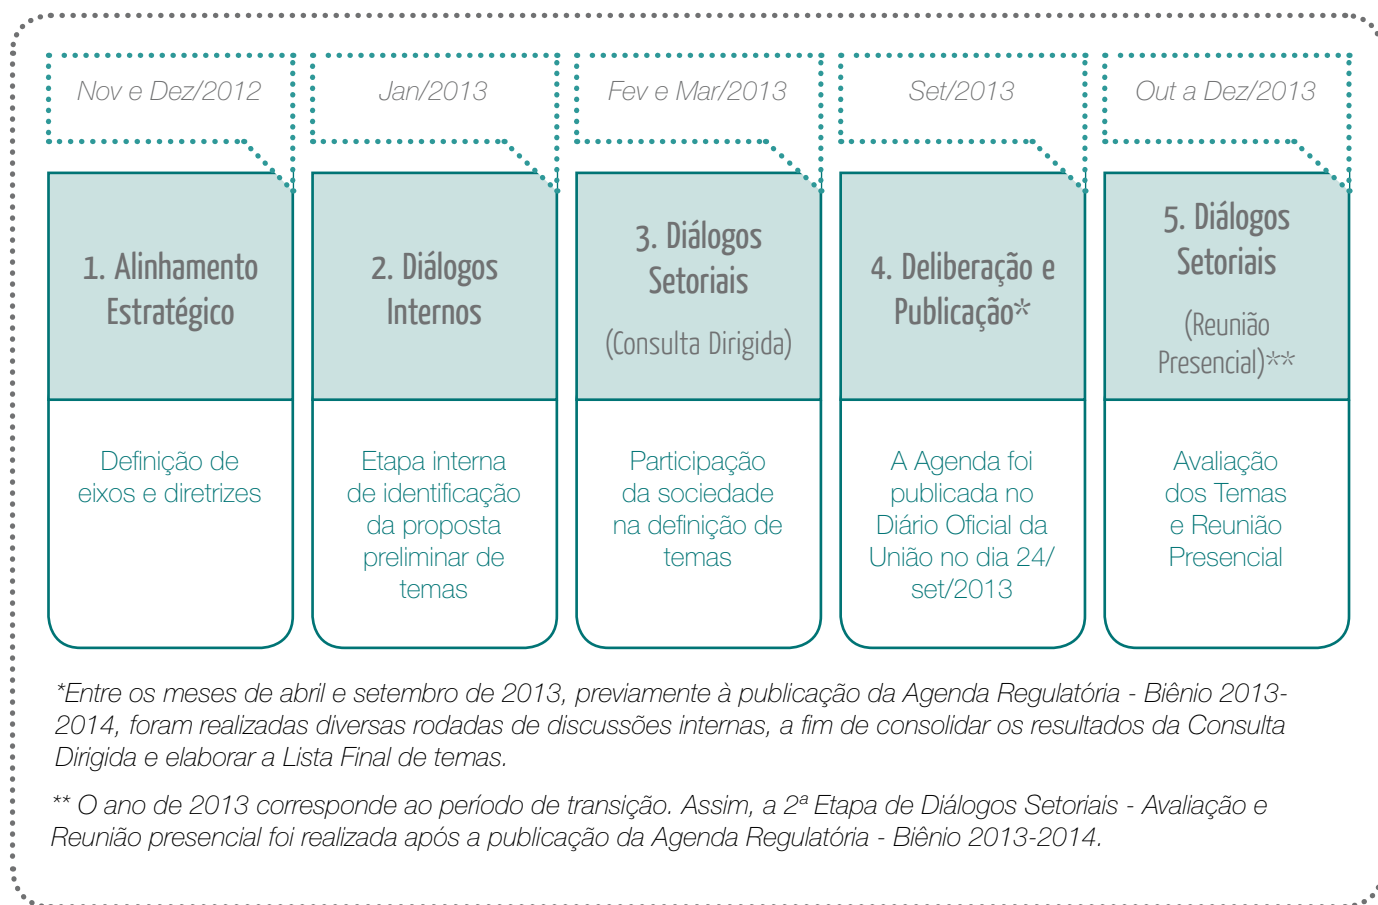 Nov e Dez/2012
1. Alinhamento
Estratégico
Definição de
eixos e diretrizes
Jan/2013
2. Diálogos
Internos
Etapa interna
de identificação
da proposta
preliminar de
temas
Fev e Mar/2013
3. Diálogos
Setoriais
(Consulta Dirigida)
Participação
da sociedade
na definição de
temas
Set/2013
4. Deliberação e
Publicação*
A Agenda foi
publicada no
Diário Oficial da
União no dia 24/
set/2013
Out a Dez/2013
5. Diálogos
Setoriais
(Reunião
Presencial)**
Avaliação
dos Temas
e Reunião
Presencial
*Entre os meses de abril e setembro de 2013, previamente à publicação da Agenda Regulatória - Biênio 2013-
2014, foram realizadas diversas rodadas de discussões internas, a fim de consolidar os resultados da Consulta
Dirigida e elaborar a Lista Final de temas.
** O ano de 2013 corresponde ao período de transição. Assim, a 2ª Etapa de Diálogos Setoriais - Avaliação e
Reunião presencial foi realizada após a publicação da Agenda Regulatória - Biênio 2013-2014.